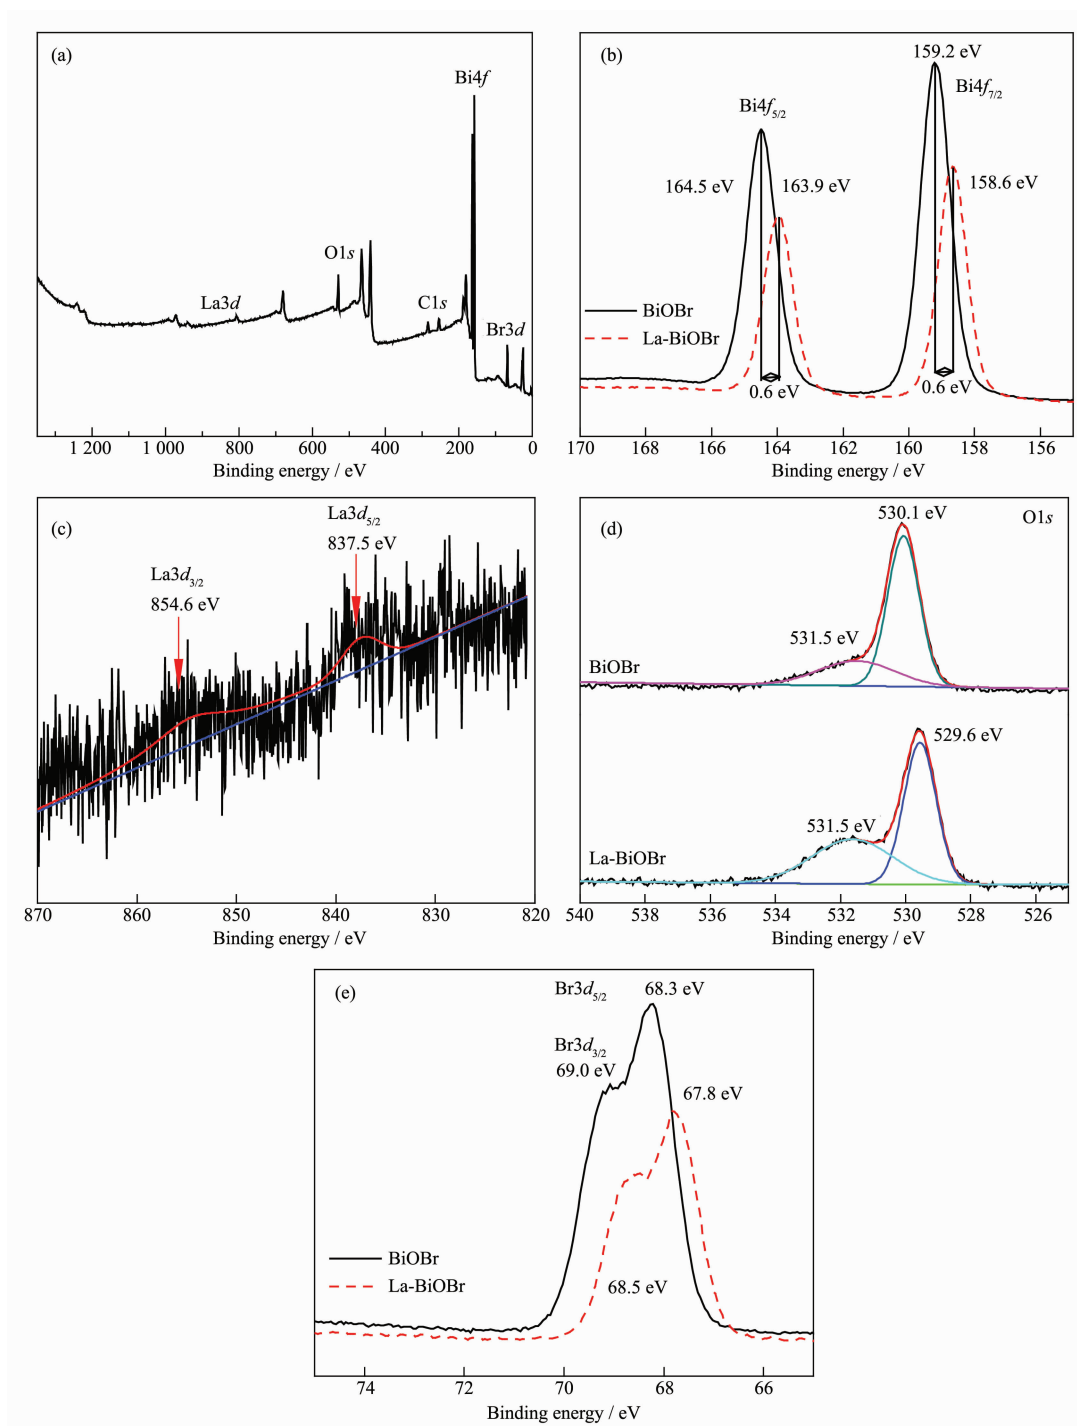 (a)
Bi4f
O1s
La3d
C1s
Br3d
1 200 1 000 800 600 400 200 0
Binding energy / eV
(b)
159.2 eV
Bi4f7/2
Bi4f5/2
164.5 eV 163.9 eV 158.6 eV
BiOBr
La-BiOBr
0.6 eV 0.6 eV
170 168 166 164 162 160 158 156
Binding energy / eV
(c)
La3d5/2
837.5 eV
La3d3/2
854.6 eV
870 860 850 840 830 820
Binding energy / eV
(d)
530.1 eV
O1s
531.5 eV
BiOBr
529.6 eV
531.5 eV
La-BiOBr
540 538 536 534 532 530 528 526
Binding energy / eV
(e)
Br3d5/2 68.3 eV
Br3d3/2
69.0 eV
67.8 eV
BiOBr
La-BiOBr
68.5 eV
74 72 70 68 66
Binding energy / eV